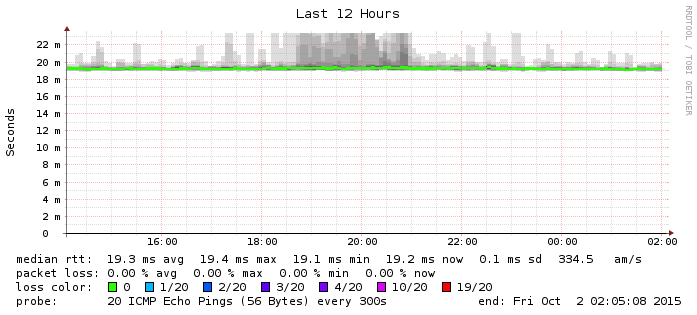 Last 12 Hours
RRDTOOL / TOBI OETIKER
Seconds
22 m
20 m
18 m
16 m
14 m
12 m
10 m
8 m
6 m
4 m
2 m
0
16:00 18:00 20:00 22:00 00:00 02:00
median rtt: 19.3 ms avg 19.4 ms max 19.1 ms min 19.2 ms now 0.1 ms sd 334.5 am/s
packet loss: 0.00 % avg 0.00 % max 0.00 % min 0.00 % now
loss color: 0 1/20 2/20 3/20 4/20 10/20 19/20
probe: 20 ICMP Echo Pings (56 Bytes) every 300s end: Fri Oct 2 02:05:08 2015